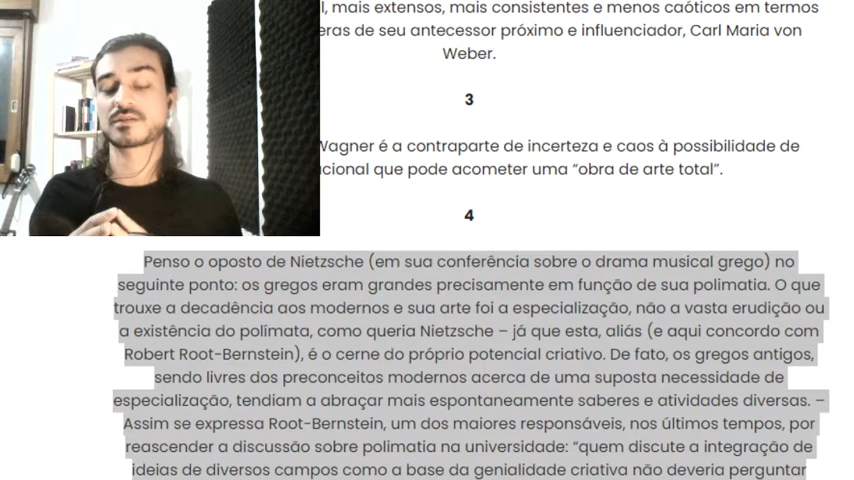 l, mais extensos, mais consistentes e menos caóticos em termos
eras de seu antecessor próximo e influenciador, Carl Maria von
Weber.
3
Wagner é a contraparte de incerteza e caos à possibilidade de
cional que pode acometer uma “obra de arte total”.
4
Penso o oposto de Nietzsche (em sua conferência sobre o drama musical grego) no
seguinte ponto: os gregos eram grandes precisamente em função de sua polimatia. O que
trouxe a decadência aos modernos e sua arte foi a especialização, não a vasta erudição ou
a existência do polímata, como queria Nietzsche – já que esta, aliás (e aqui concordo com
Robert Root-Bernstein), é o cerne do próprio potencial criativo. De fato, os gregos antigos,
sendo livres dos preconceitos modernos acerca de uma suposta necessidade de
especialização, tendiam a abraçar mais espontaneamente saberes e atividades diversas. –
Assim se expressa Root-Bernstein, um dos maiores responsáveis, nos últimos tempos, por
reascender a discussão sobre polimatia na universidade: “quem discute a integração de
ideias de diversos campos como a base da genialidade criativa não deveria perguntar